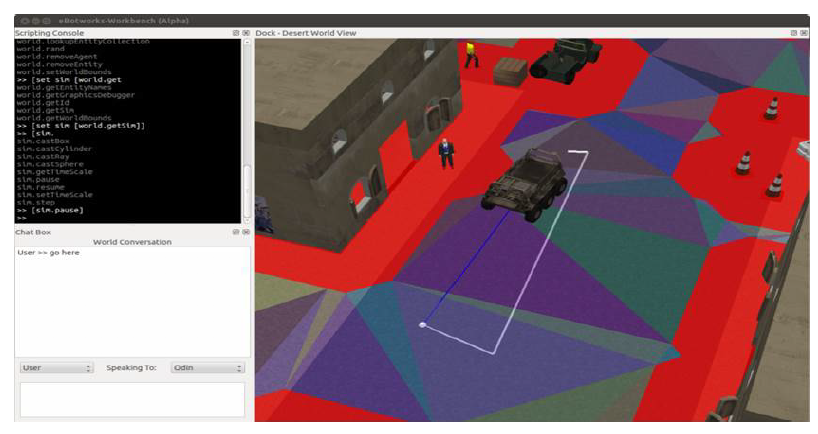 eBotworks-Workbench (Alpha)
Scripting Console
Dock - Desert World View
world.lookupEntityCollection
world.rand
world.removeAgent
world.removeEntity
world.setWorldBounds
>> [set sim [world.get
world.getEntityNames
world.getGraphicsDebugger
world.getId
world.getSim
world.getWorldBounds
>> [set sim [world.getSim]]
>> [sim.
sim.castBox
sim.castCylinder
sim.castRay
sim.castSphere
sim.getTimeScale
sim.pause
sim.resume
sim.setTimeScale
sim.step
>> [sim.pause]
>>
Chat Box
World Conversation
User >> go here
User
Speaking To:
Odin